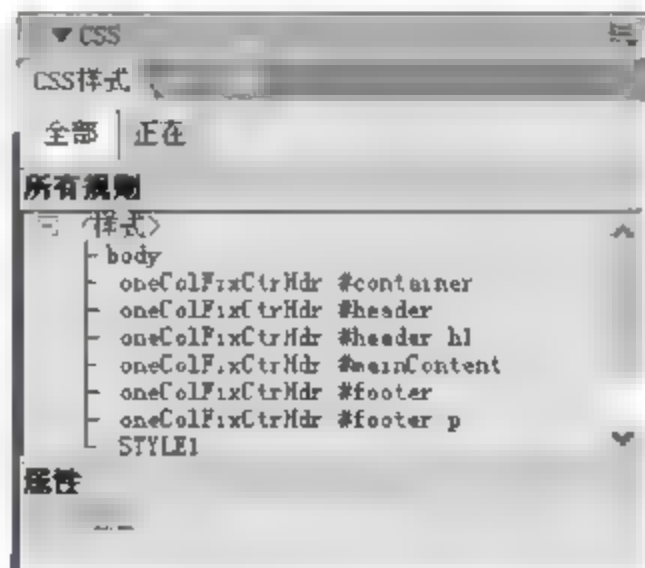 CSS
CSS样式
全部 正在
所有规则
<样式>
body
oneColFixCtrHdr #container
oneColFixCtrHdr #header
oneColFixCtrHdr #header h1
oneColFixCtrHdr #mainContent
oneColFixCtrHdr #footer
oneColFixCtrHdr #footer p
STYLE1
属性